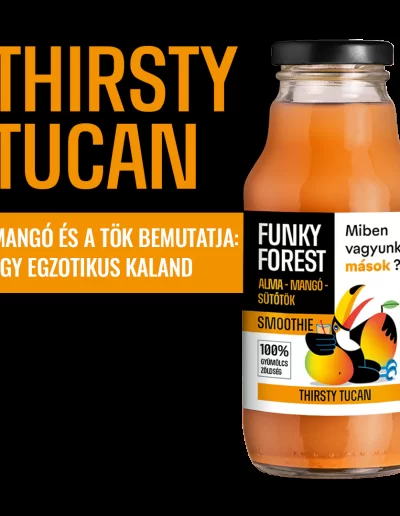 THIRSTY
TUCAN
MANGÓ ÉS A TÖK BEMUTATJA:
GY EGZOTIKUS KALAND
FUNKY
FOREST
ALMA - MANGÓ -
SÜTŐTÖK
SMOOTHIE
100%
GYÜMÖLCS
ZÖLDSÉG
Miben
vagyunk
mások ?
THIRSTY TUCAN